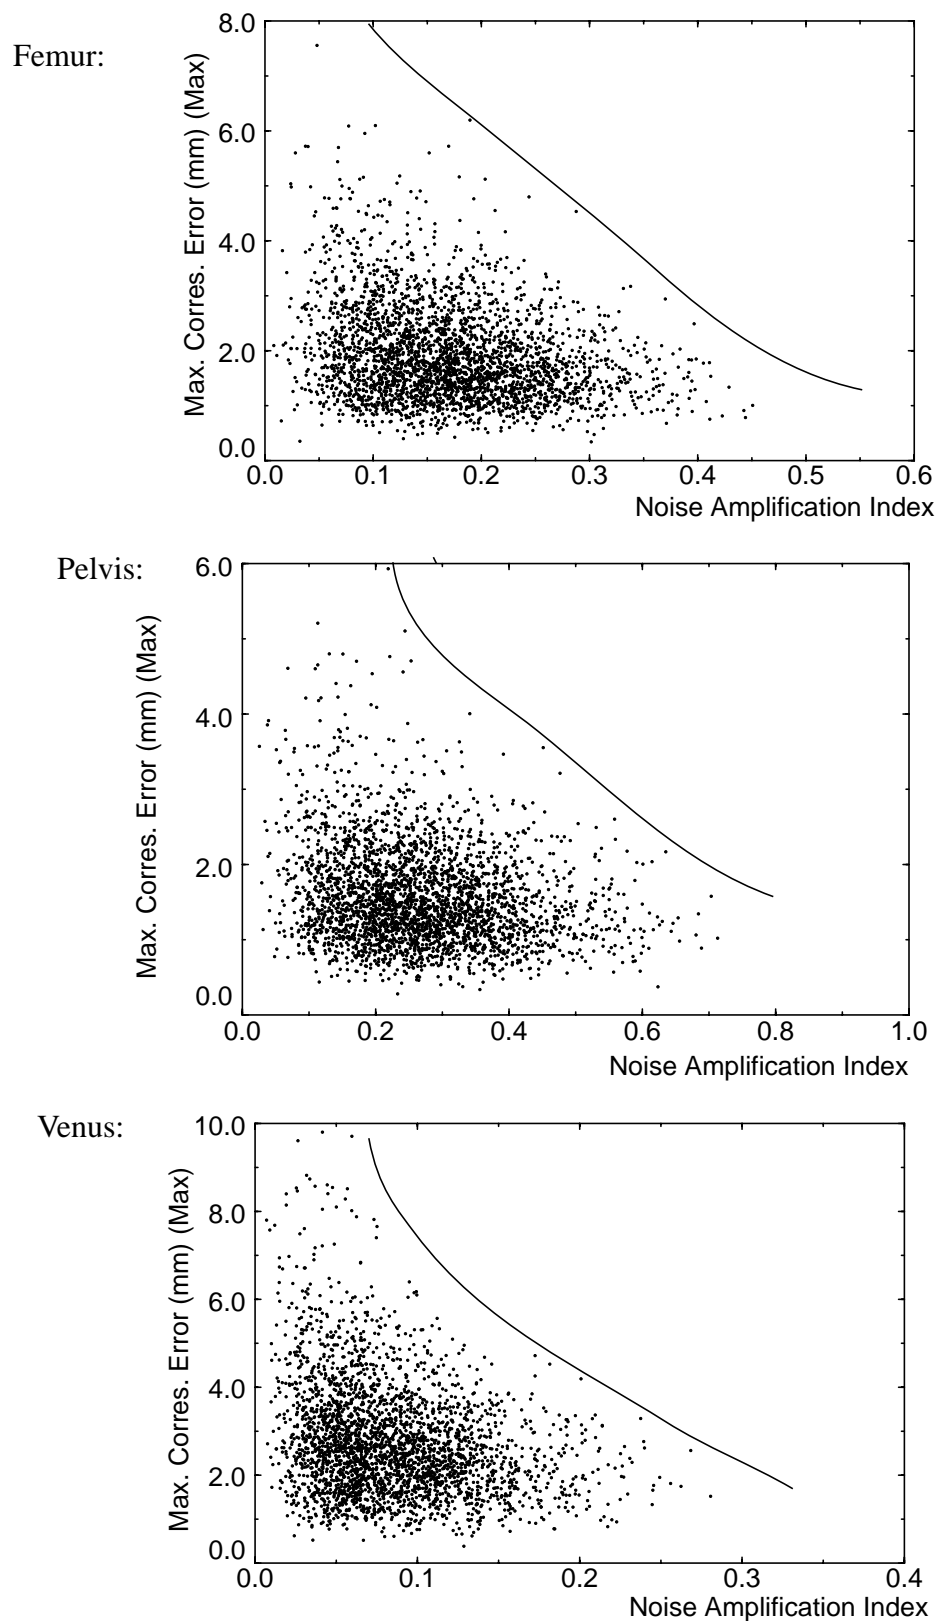 Femur:
8.0
6.0
4.0
2.0
0.0
Max. Corres. Error (mm) (Max)
0.0 0.1 0.2 0.3 0.4 0.5 0.6
Noise Amplification Index
Pelvis:
6.0
4.0
2.0
0.0
Max. Corres. Error (mm) (Max)
0.0 0.2 0.4 0.6 0.8 1.0
Noise Amplification Index
Venus:
10.0
8.0
6.0
4.0
2.0
0.0
Max. Corres. Error (mm) (Max)
0.0 0.1 0.2 0.3 0.4
Noise Amplification Index